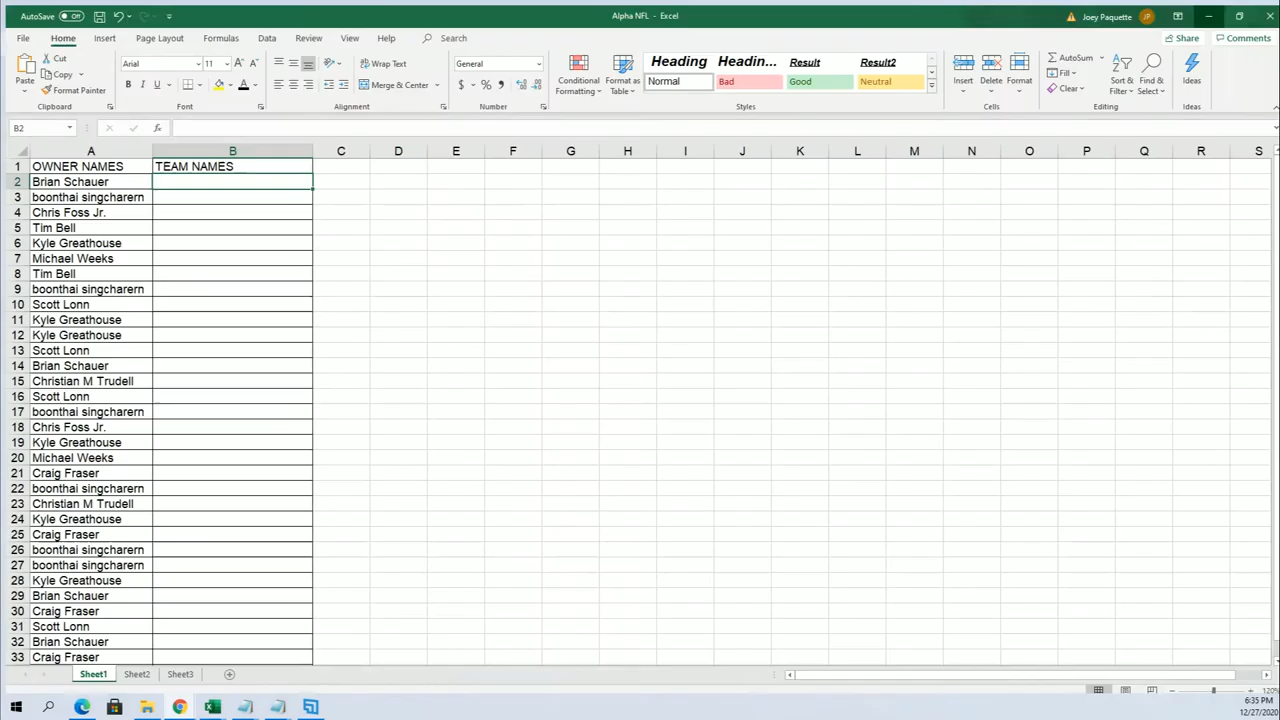 AutoSave Off
Alpha NFL - Excel
Joey Paquette JP
File Home Insert Page Layout Formulas Data Review View Help Search
Share Comments
Paste
Cut
Copy
Format Painter
Clipboard
Arial 11
B I U
Font
Wrap Text
Merge & Center
Alignment
General
$ % ,
Number
Conditional Formatting
Format as Table
Heading Headin... Result Result2
Normal Bad Good Neutral
Styles
Insert Delete Format
Cells
AutoSum
Fill
Clear
Sort & Filter
Find & Select
Editing
Ideas
Ideas
B2 fx
A B C D E F G H I J K L M N O P Q R S
1 OWNER NAMES TEAM NAMES
2 Brian Schauer
3 boonthai singcharern
4 Chris Foss Jr.
5 Tim Bell
6 Kyle Greathouse
7 Michael Weeks
8 Tim Bell
9 boonthai singcharern
10 Scott Lonn
11 Kyle Greathouse
12 Kyle Greathouse
13 Scott Lonn
14 Brian Schauer
15 Christian M Trudell
16 Scott Lonn
17 boonthai singcharern
18 Chris Foss Jr.
19 Kyle Greathouse
20 Michael Weeks
21 Craig Fraser
22 boonthai singcharern
23 Christian M Trudell
24 Kyle Greathouse
25 Craig Fraser
26 boonthai singcharern
27 boonthai singcharern
28 Kyle Greathouse
29 Brian Schauer
30 Craig Fraser
31 Scott Lonn
32 Brian Schauer
33 Craig Fraser
Sheet1 Sheet2 Sheet3
120%
6:35 PM
12/27/2020